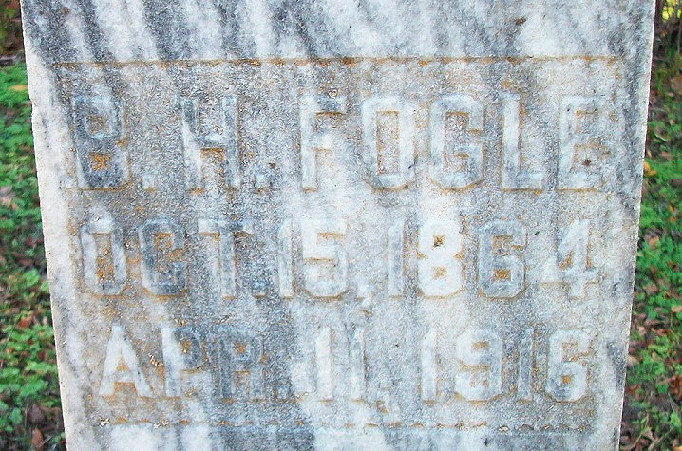 B. H. FOGLE
OCT. 15, 1864
APR. 11, 1916